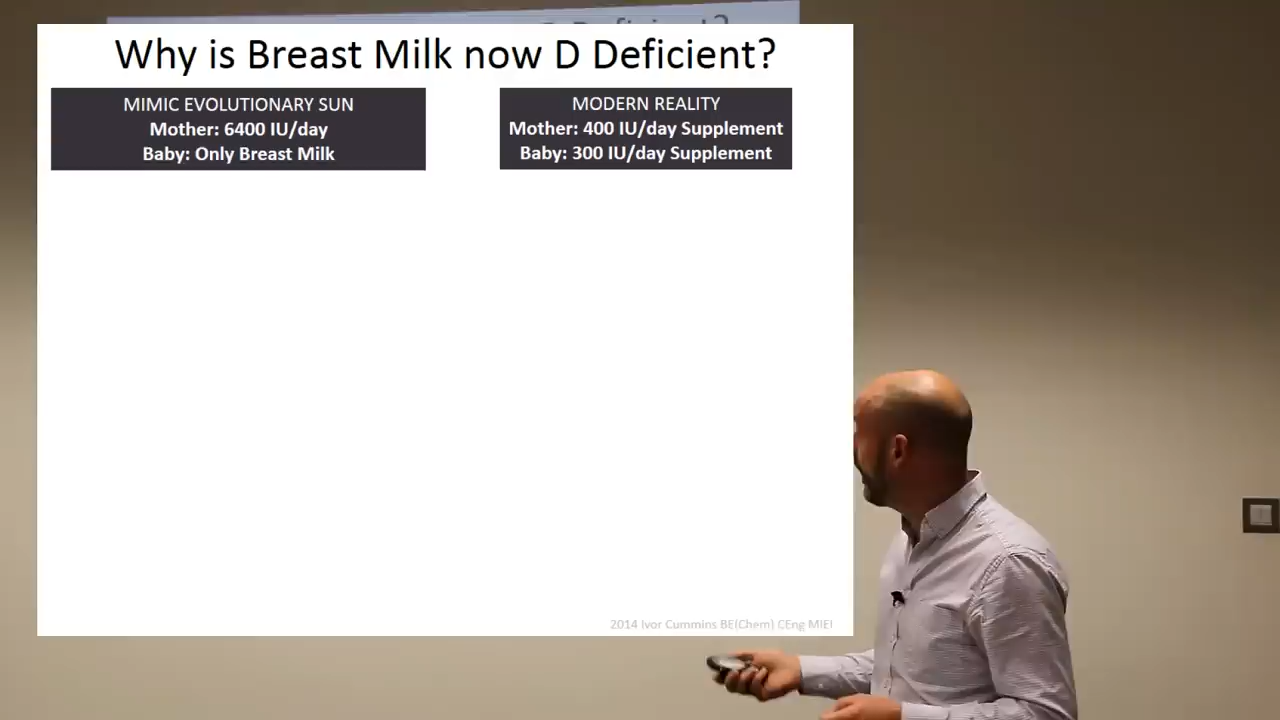 Why is Breast Milk now D Deficient?
MIMIC EVOLUTIONARY SUN
Mother: 6400 IU/day
Baby: Only Breast Milk
MODERN REALITY
Mother: 400 IU/day Supplement
Baby: 300 IU/day Supplement
2014 Ivor Cummins BE(Chem) CEng MIEI